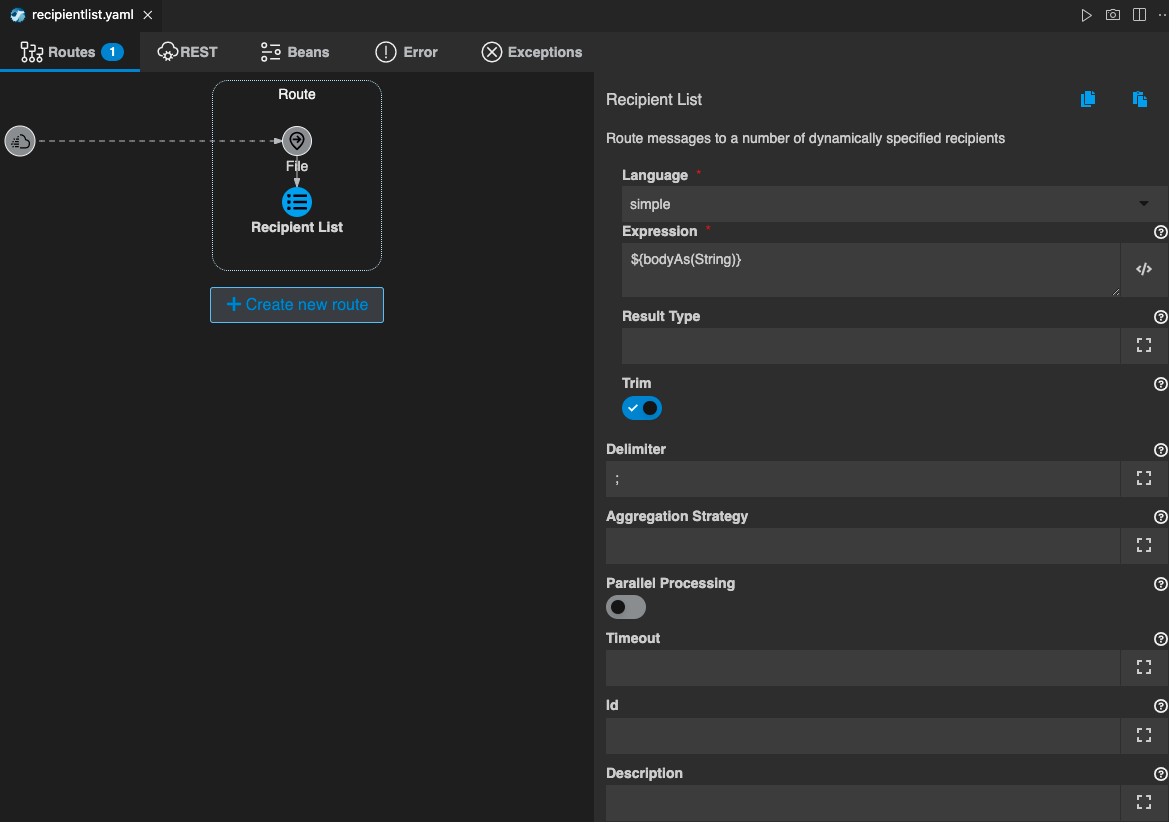 recipientlist.yaml
Routes 1 REST Beans Error Exceptions
Route
File
Recipient List
Create new route
Recipient List
Route messages to a number of dynamically specified recipients
Language *
simple
Expression *
${bodyAs(String)}
Result Type
Trim
Delimiter
;
Aggregation Strategy
Parallel Processing
Timeout
Id
Description